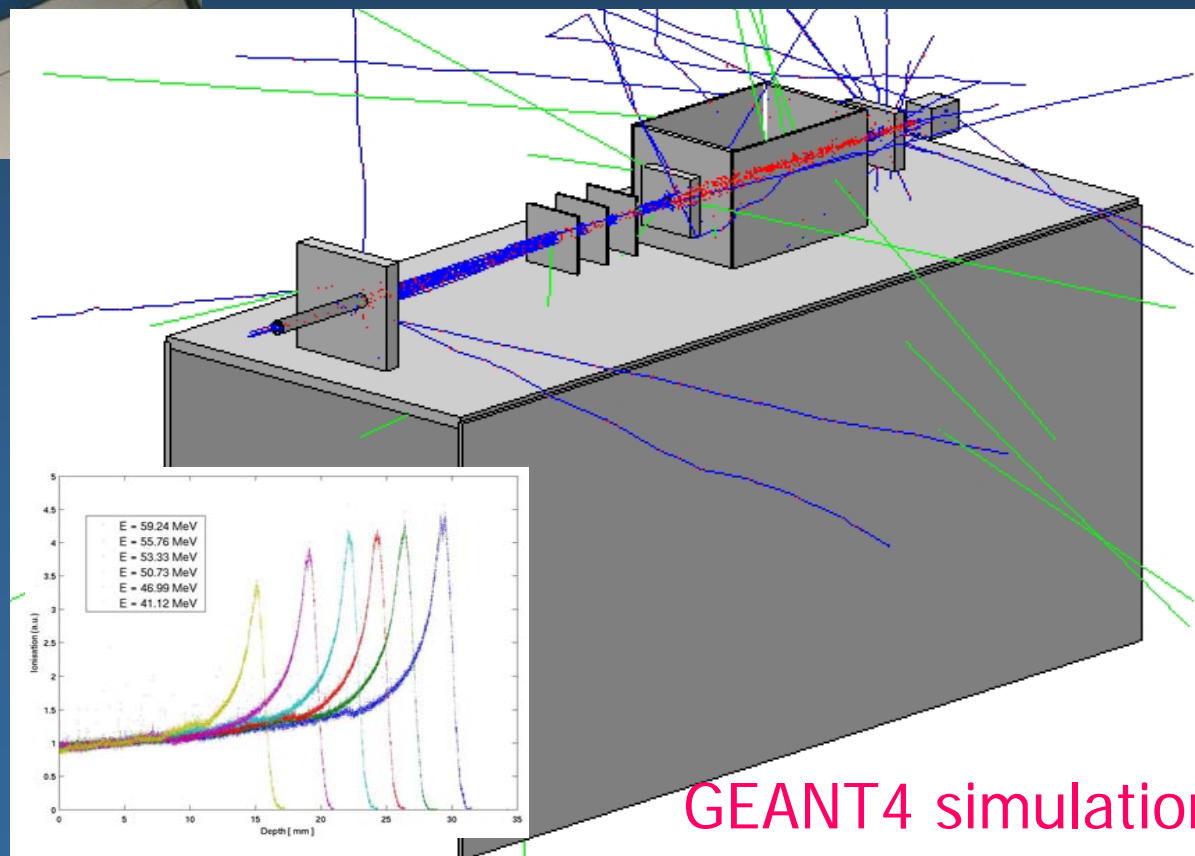 5
4.5
4
3.5
3
2.5
2
1.5
1
0.5
0
Ionisation (a.u.)
E = 59.24 MeV
E = 55.76 MeV
E = 53.33 MeV
E = 50.73 MeV
E = 46.99 MeV
E = 41.12 MeV
0 5 10 15 20 25 30 35
Depth [ mm ]
GEANT4 simulation